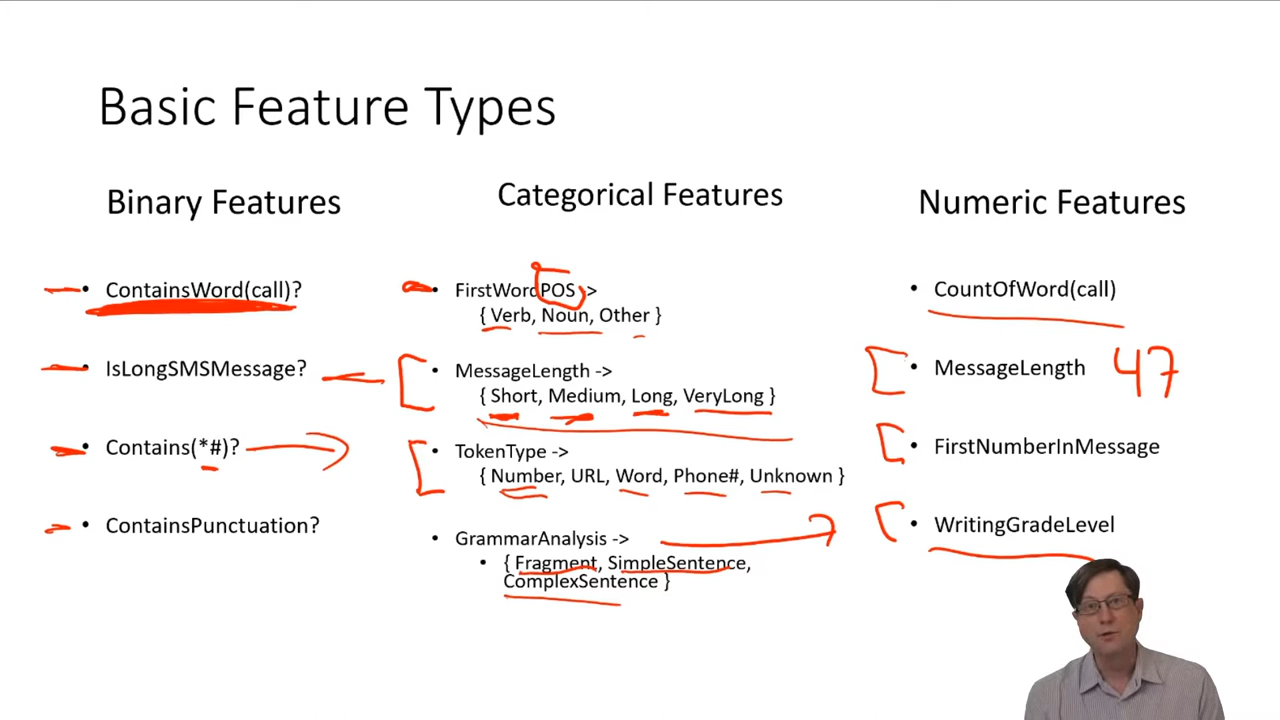 Basic Feature Types
Binary Features
• ContainsWord(call)?
• IsLongSMSMessage?
• Contains(*#)?
• ContainsPunctuation?
Categorical Features
• FirstWordPOS ->
{ Verb, Noun, Other }
• MessageLength ->
{ Short, Medium, Long, VeryLong }
• TokenType ->
{ Number, URL, Word, Phone#, Unknown }
• GrammarAnalysis ->
• { Fragment, SimpleSentence,
ComplexSentence }
Numeric Features
• CountOfWord(call)
• MessageLength 47
• FirstNumberInMessage
• WritingGradeLevel